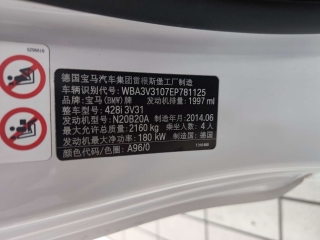 德国宝马汽车集团雷根斯堡工厂制造
车辆识别代号: WBA3V3107EP781125
品牌: 宝马(BMW)牌 发动机排量: 1997 ml
整车型号: 428i 3V31
发动机型号: N20B20A 制造年月: 2014.06
最大允许总质量: 2160 kg 乘坐人数: 4 人
最大净功率: 180 kW 制造国: 德国
颜色代码/色圈: A96/0